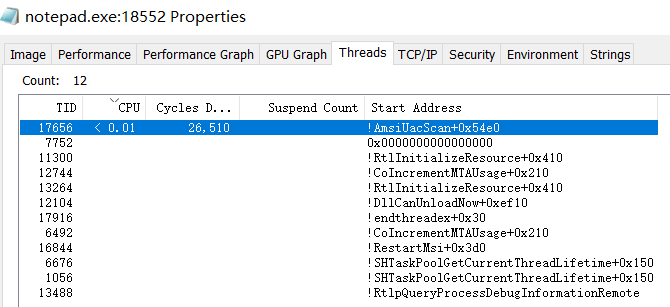 notepad.exe:18552 Properties
Image Performance Performance Graph GPU Graph Threads TCP/IP Security Environment Strings
Count: 12
TID CPU Cycles D... Suspend Count Start Address
17656 < 0.01 26,510 !AmsiUacScan+0x54e0
7752 0x0000000000000000
11300 !RtlInitializeResource+0x410
12744 !CoIncrementMTAUsage+0x210
13264 !RtlInitializeResource+0x410
12104 !DllCanUnloadNow+0xef10
17916 !endthreadex+0x30
6492 !CoIncrementMTAUsage+0x210
16844 !RestartMsi+0x3d0
6676 !SHTaskPoolGetCurrentThreadLifetime+0x150
1056 !SHTaskPoolGetCurrentThreadLifetime+0x150
13488 !RtlpQueryProcessDebugInformationRemote